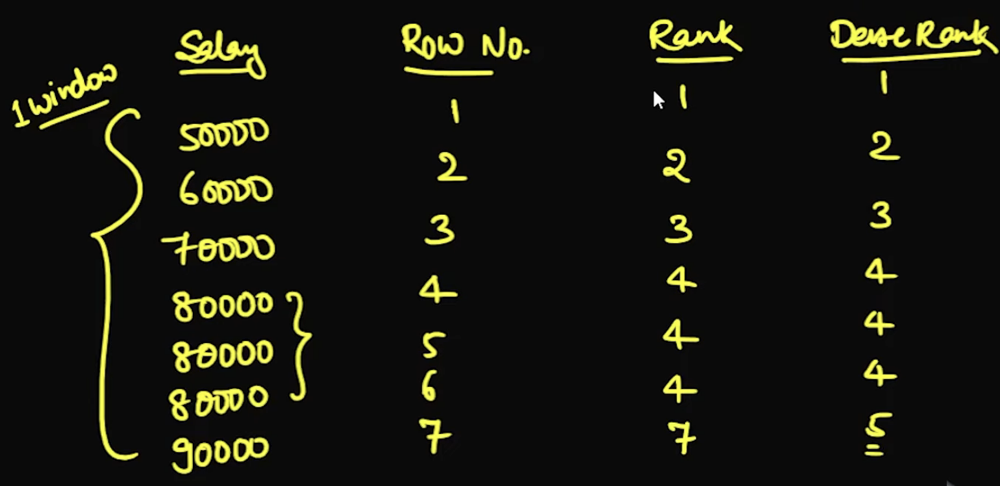 Salary Row No. Rank Dense Rank
1 window
50000 1 1 1
60000 2 2 2
70000 3 3 3
80000 4 4 4
80000 5 4 4
80000 6 4 4
90000 7 7 5